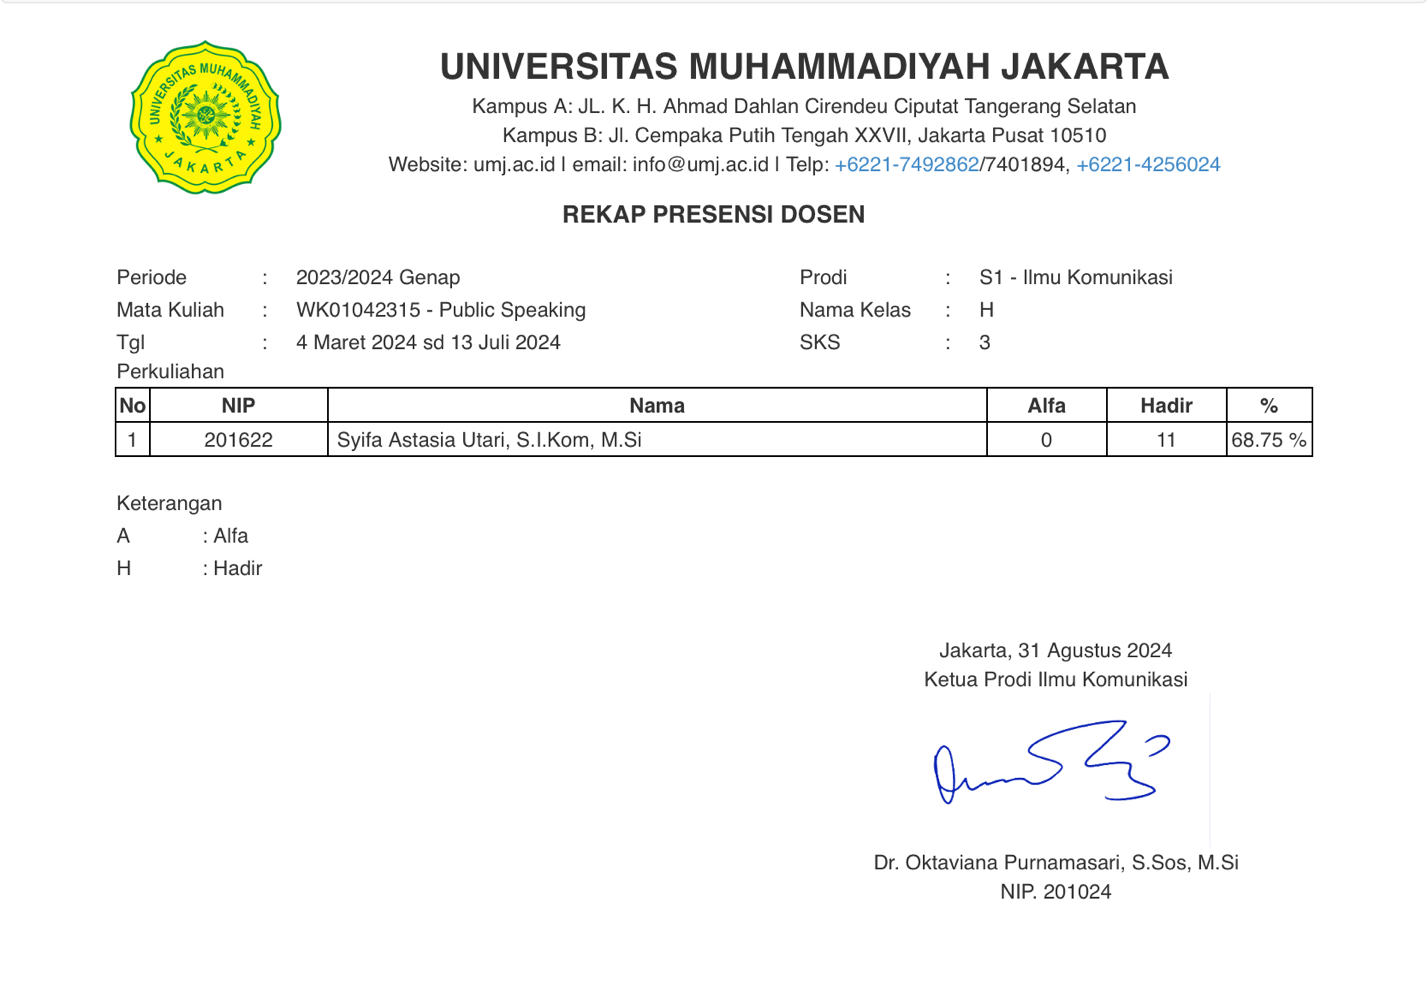 UNIVERSITAS MUHAMMADIYAH
JAKARTA
UNIVERSITAS MUHAMMADIYAH JAKARTA
Kampus A: JL. K. H. Ahmad Dahlan Cirendeu Ciputat Tangerang Selatan
Kampus B: Jl. Cempaka Putih Tengah XXVII, Jakarta Pusat 10510
Website: umj.ac.id | email: info@umj.ac.id | Telp: +6221-7492862/7401894, +6221-4256024
REKAP PRESENSI DOSEN
Periode : 2023/2024 Genap Prodi : S1 - Ilmu Komunikasi
Mata Kuliah : WK01042315 - Public Speaking Nama Kelas : H
Tgl : 4 Maret 2024 sd 13 Juli 2024 SKS : 3
Perkuliahan
No NIP Nama Alfa Hadir %
1 201622 Syifa Astasia Utari, S.I.Kom, M.Si 0 11 68.75 %
Keterangan
A : Alfa
H : Hadir
Jakarta, 31 Agustus 2024
Ketua Prodi Ilmu Komunikasi
Dr. Oktaviana Purnamasari, S.Sos, M.Si
NIP. 201024